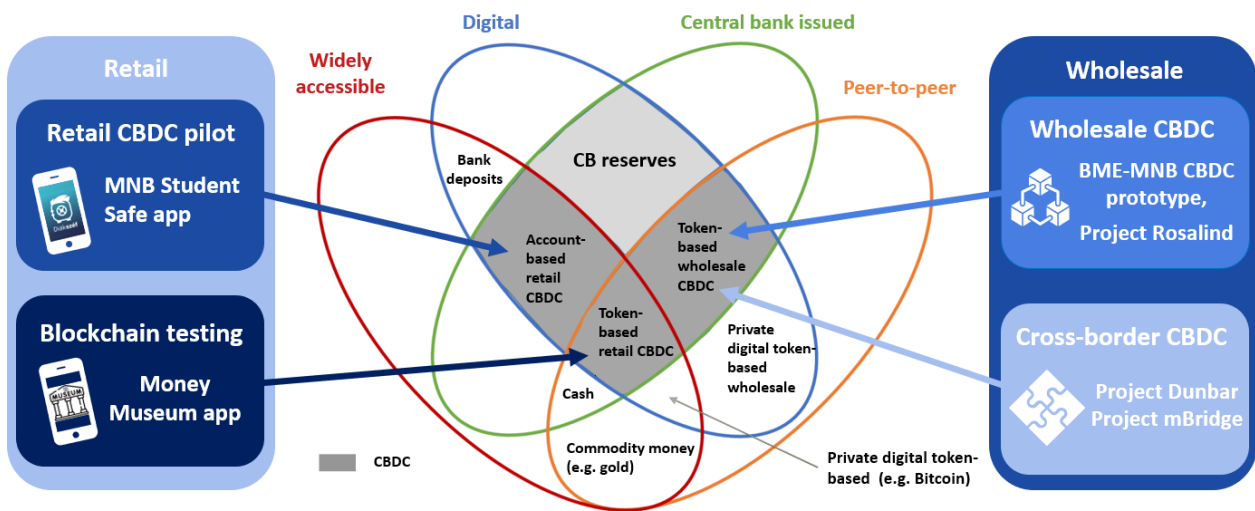 Digital
Central bank issued
Widely
accessible
Peer-to-peer
Retail
Retail CBDC pilot
MNB Student
Safe app
Blockchain testing
Money
Museum app
MUSEUM
Bank
deposits
CB reserves
Account-
based
retail
CBDC
Token-
based
wholesale
CBDC
Token-
based
retail CBDC
Private
digital token-
based
wholesale
Cash
Commodity money
(e.g. gold)
Private digital token-
based (e.g. Bitcoin)
CBDC
Wholesale
Wholesale CBDC
BME-MNB CBDC
prototype,
Project Rosalind
Cross-border CBDC
Project Dunbar
Project mBridge